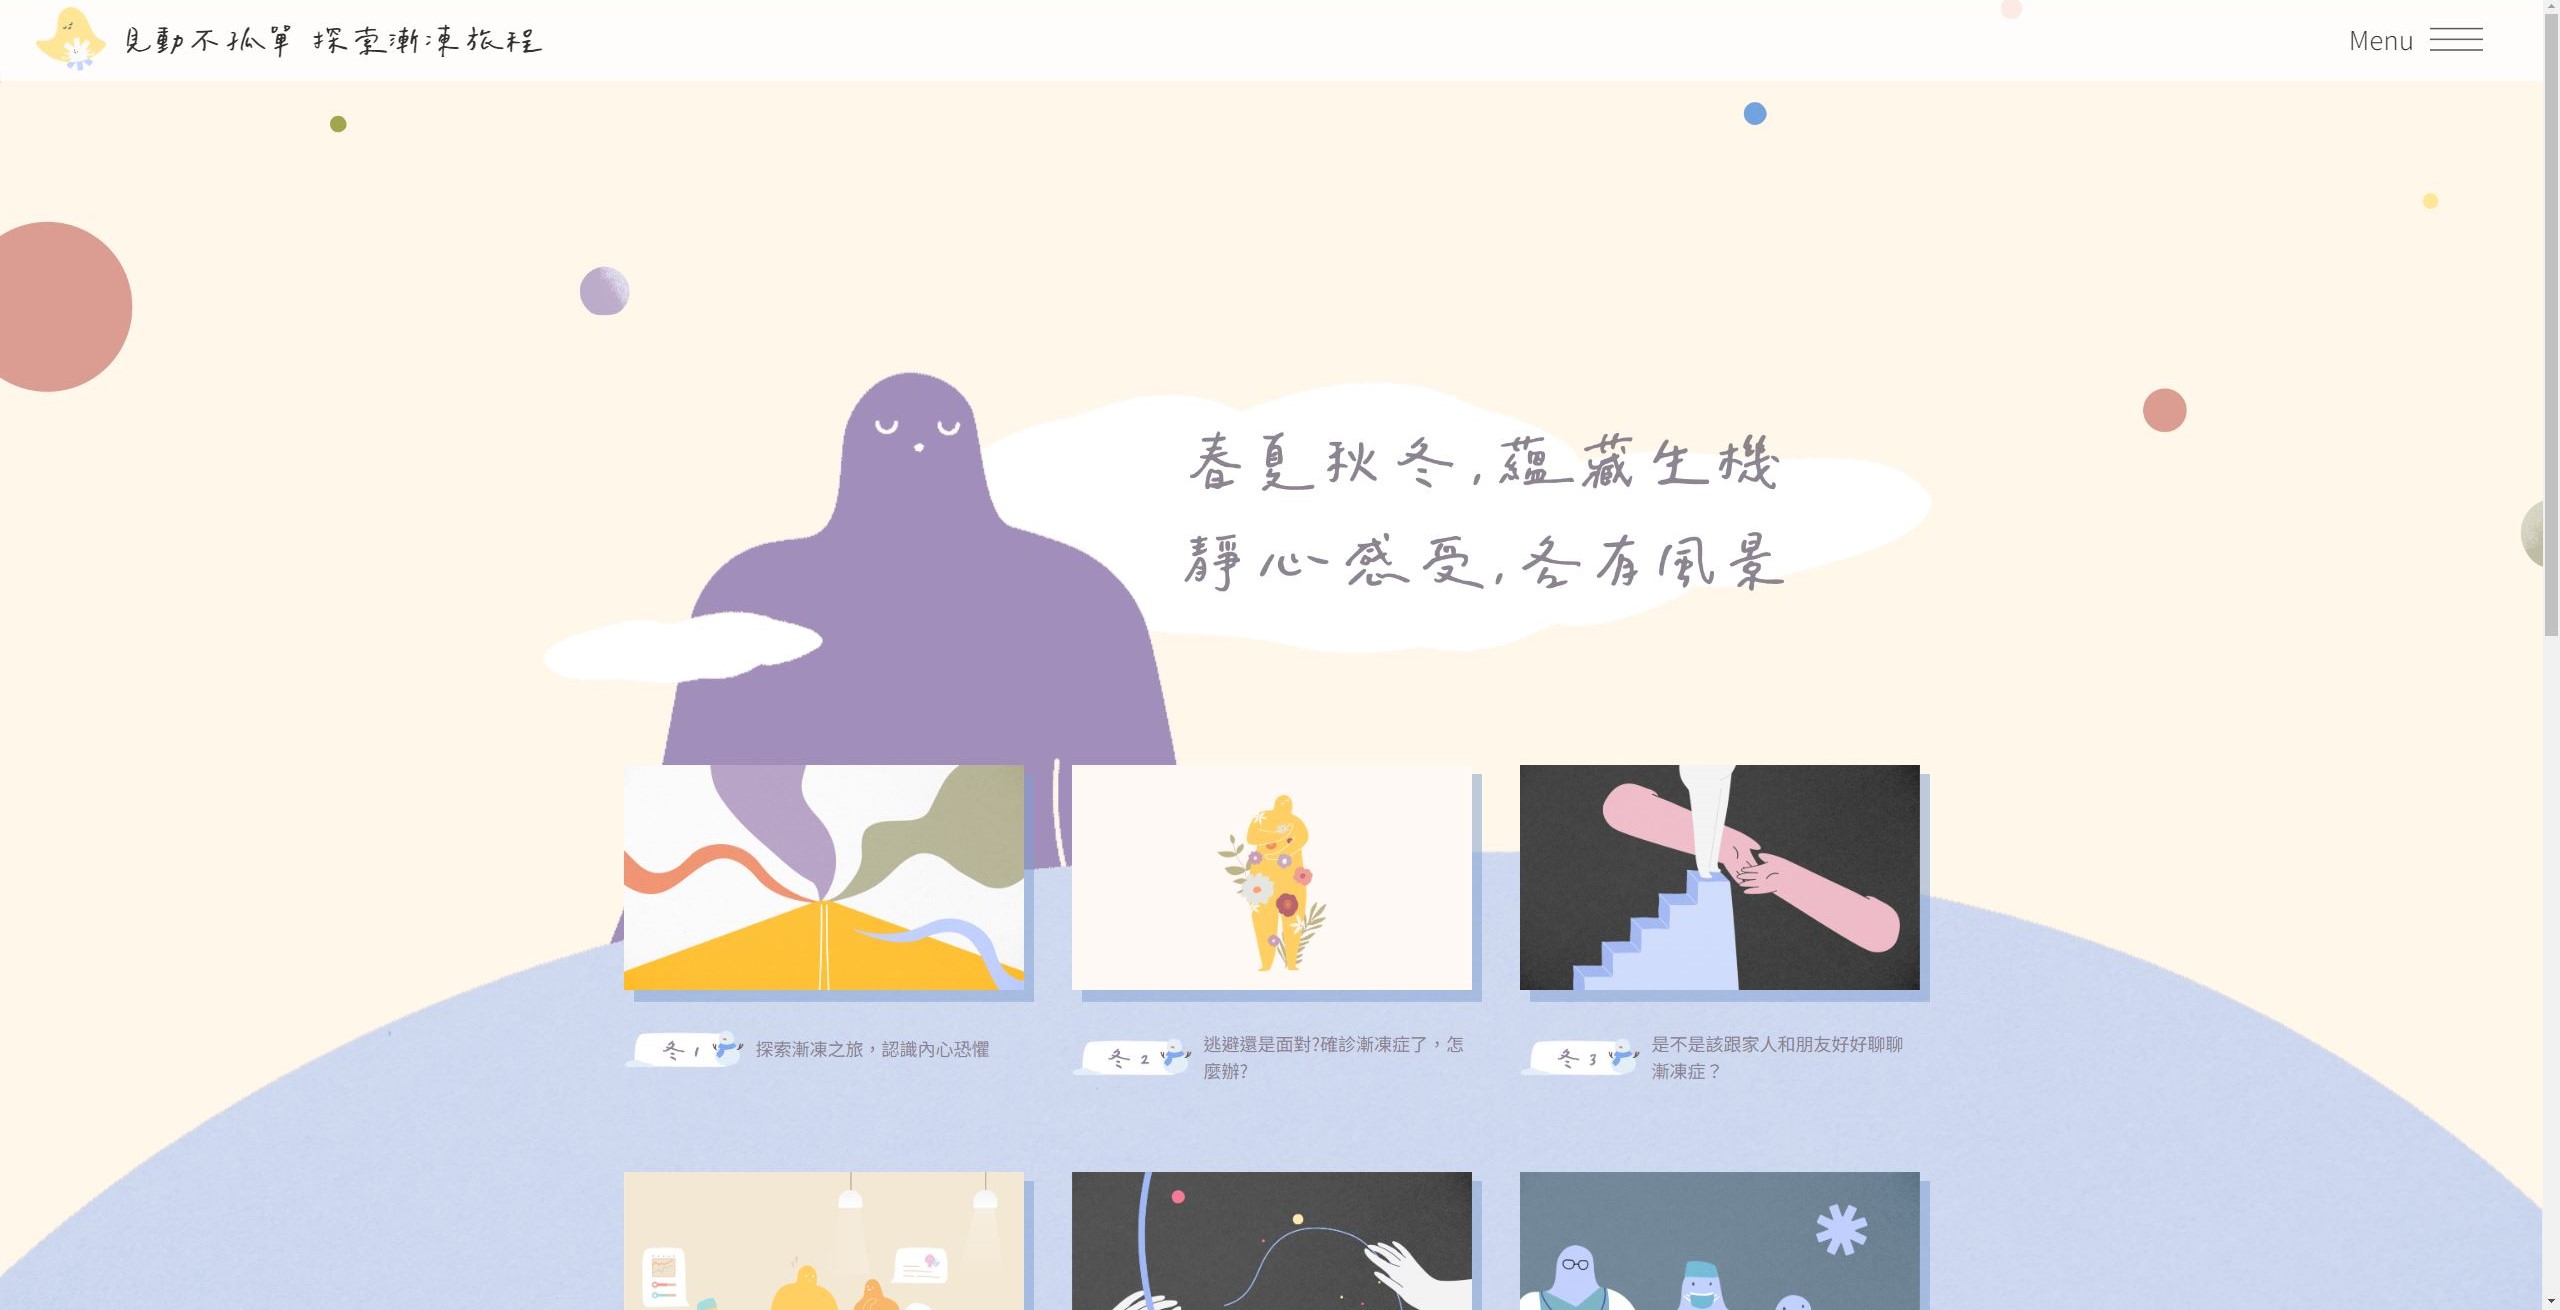 見動不孤單 探索漸凍旅程
Menu
春夏秋冬,蘊藏生機
靜心感受,各有風景
冬1
探索漸凍之旅，認識內心恐懼
冬2
逃避還是面對?確診漸凍症了，怎
麼辦?
冬3
是不是該跟家人和朋友好好聊聊
漸凍症？